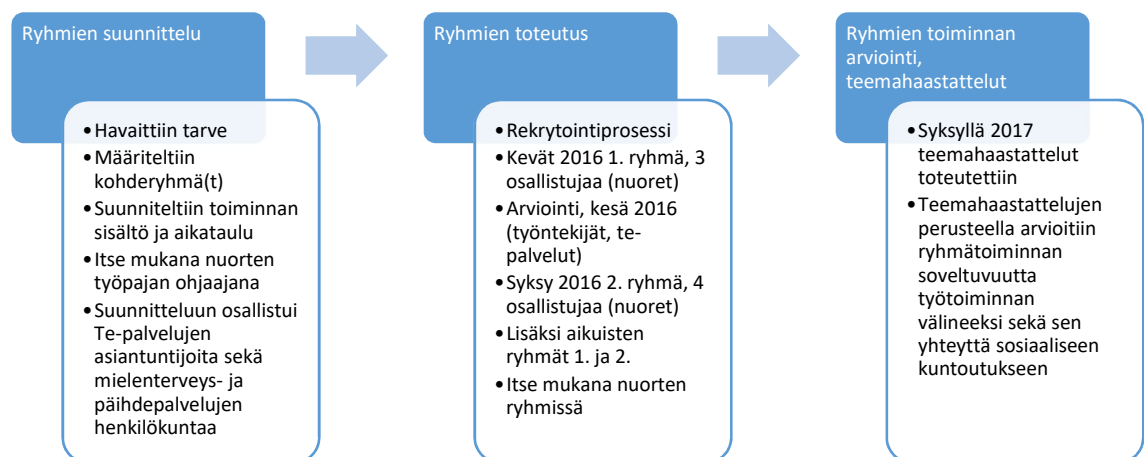 Ryhmien suunnittelu
• Havaittiin tarve
• Määriteltiin
kohderyhmä(t)
• Suunniteltiin toiminnan
sisältö ja aikataulu
• Itse mukana nuorten
työpajan ohjaajana
• Suunnitteluun osallistui
Te-palvelujen
asiantuntijoita sekä
mielenterveys- ja
päihdepalvelujen
henkilökuntaa
Ryhmien toteutus
• Rekrytointiprosessi
• Kevät 2016 1. ryhmä, 3
osallistujaa (nuoret)
• Arviointi, kesä 2016
(työntekijät, te-
palvelut)
• Syksy 2016 2. ryhmä, 4
osallistujaa (nuoret)
• Lisäksi aikuisten
ryhmät 1. ja 2.
• Itse mukana nuorten
ryhmissä
Ryhmien toiminnan
arviointi,
teemahaastattelut
• Syksyllä 2017
teemahaastattelut
toteutettiin
• Teemahaastattelujen
perusteella arvioitiin
ryhmätoiminnan
soveltuvuutta
työtoiminnan
välineeksi sekä sen
yhteyttä sosiaaliseen
kuntoutukseen